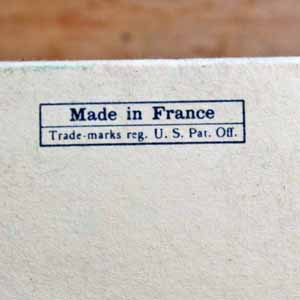 Made in France
Trade-marks reg. U. S. Pat. Off.